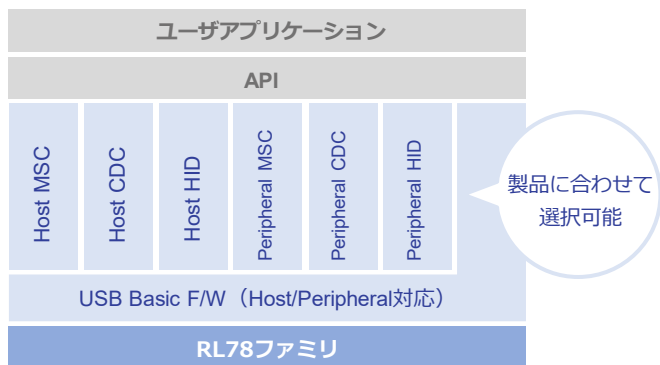 ユーザアプリケーション
API
Host MSC
Host CDC
Host HID
Peripheral MSC
Peripheral CDC
Peripheral HID
製品に合わせて
選択可能
USB Basic F/W（Host/Peripheral対応）
RL78ファミリ